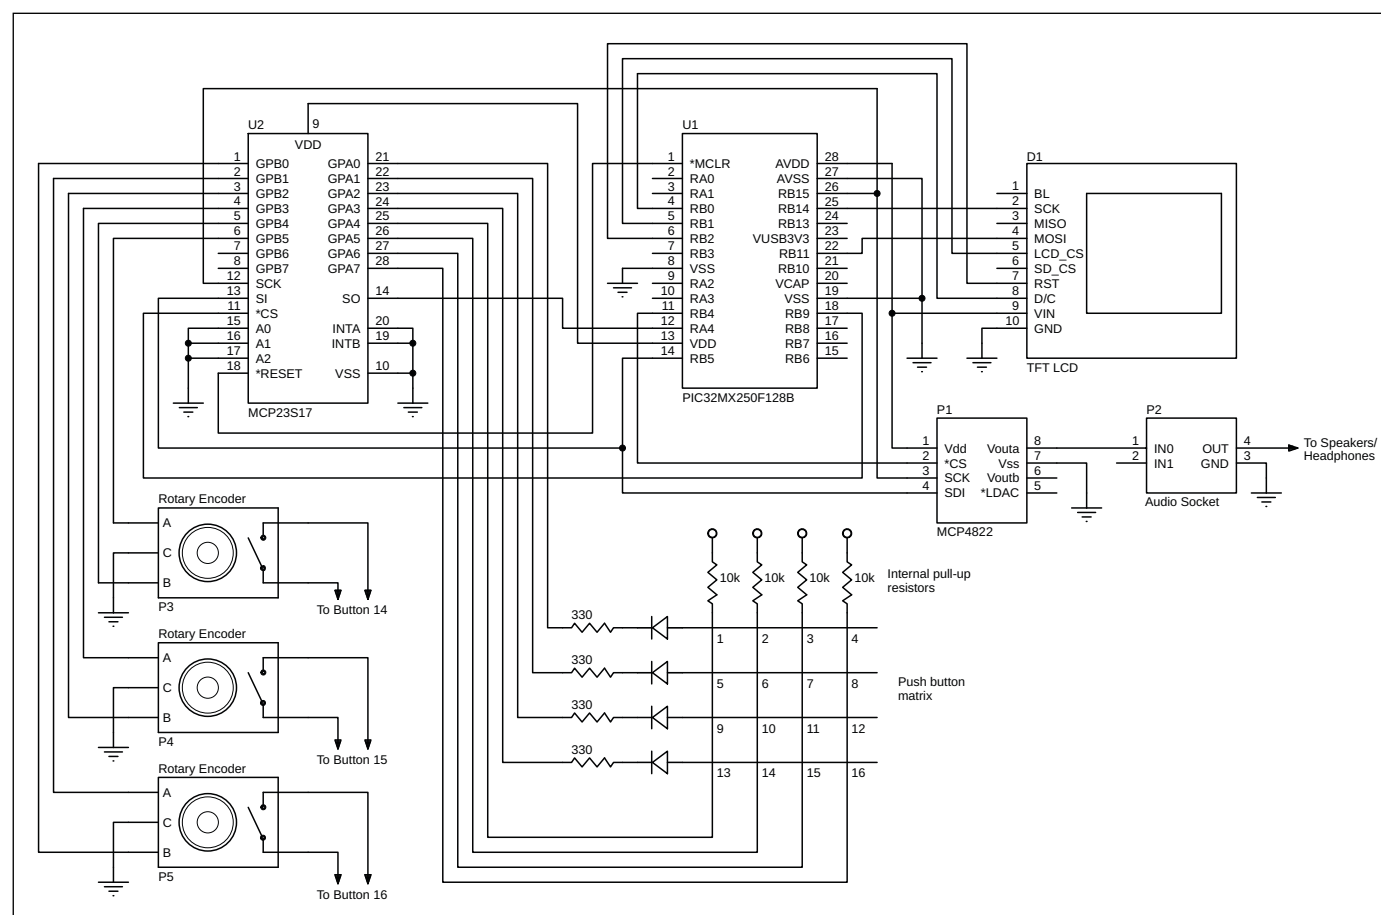 U2
9
VDD
1 GPB0 GPA0 21
2 GPB1 GPA1 22
3 GPB2 GPA2 23
4 GPB3 GPA3 24
5 GPB4 GPA4 25
6 GPB5 GPA5 26
7 GPB6 GPA6 27
8 GPB7 GPA7 28
12 SCK
13 SI SO 14
11 *CS
15 A0 INTA 20
16 A1 INTB 19
17 A2
18 *RESET VSS 10
MCP23S17
U1
1 *MCLR AVDD 28
2 RA0 AVSS 27
3 RA1 RB15 26
4 RB0 RB14 25
5 RB1 RB13 24
6 RB2 VUSB3V3 23
7 RB3 RB11 22
8 VSS RB10 21
9 RA2 VCAP 20
10 RA3 VSS 19
11 RB4 RB9 18
12 RA4 RB8 17
13 VDD RB7 16
14 RB5 RB6 15
PIC32MX250F128B
D1
1 BL
2 SCK
3 MISO
4 MOSI
5 LCD_CS
6 SD_CS
7 RST
8 D/C
9 VIN
10 GND
TFT LCD
P1
1 Vdd Vouta 8
2 *CS Vss 7
3 SCK Voutb 6
4 SDI *LDAC 5
MCP4822
P2
1 IN0 OUT 4
2 IN1 GND 3
Audio Socket
To Speakers/
Headphones
Rotary Encoder
A
C
B
P3
To Button 14
Rotary Encoder
A
C
B
P4
To Button 15
Rotary Encoder
A
C
B
P5
To Button 16
10k 10k 10k 10k
Internal pull-up
resistors
330
1 2 3 4
330
5 6 7 8
Push button
matrix
330
9 10 11 12
330
13 14 15 16